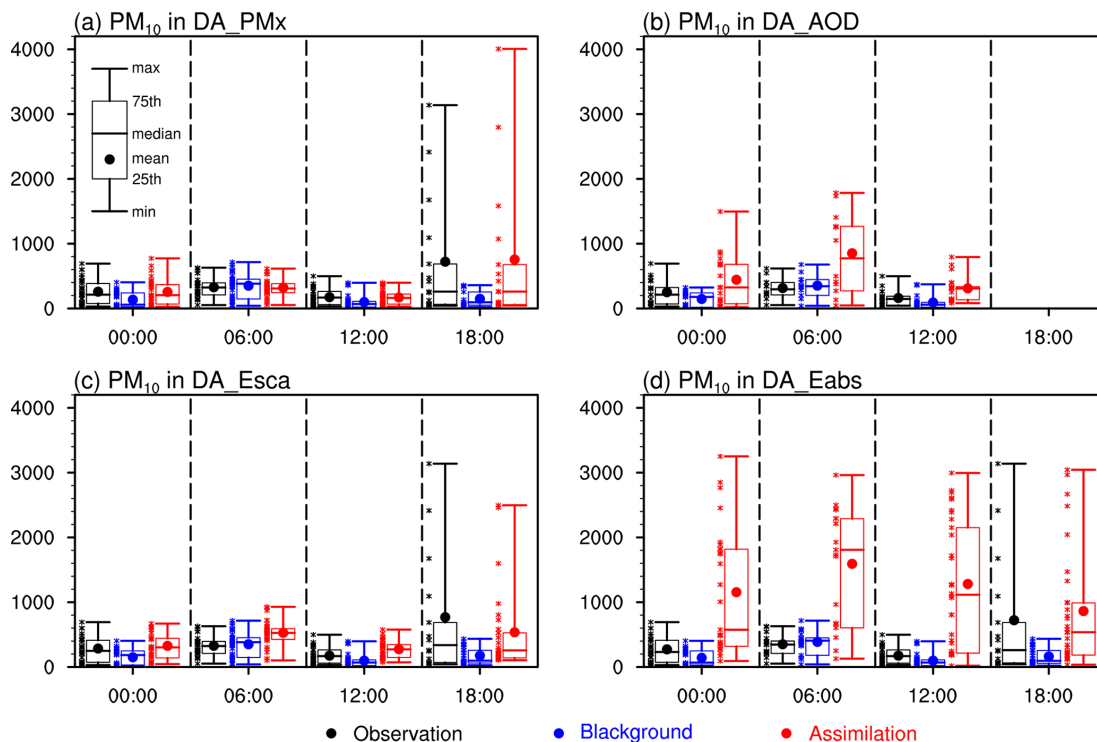 (a) PM₁₀ in DA_PMx
(b) PM₁₀ in DA_AOD
4000
3000
2000
1000
0
max
75th
median
mean
25th
min
00:00
06:00
12:00
18:00
4000
3000
2000
1000
0
00:00
06:00
12:00
18:00
(c) PM₁₀ in DA_Esca
(d) PM₁₀ in DA_Eabs
4000
3000
2000
1000
0
00:00
06:00
12:00
18:00
4000
3000
2000
1000
0
00:00
06:00
12:00
18:00
Observation
Blackground
Assimilation